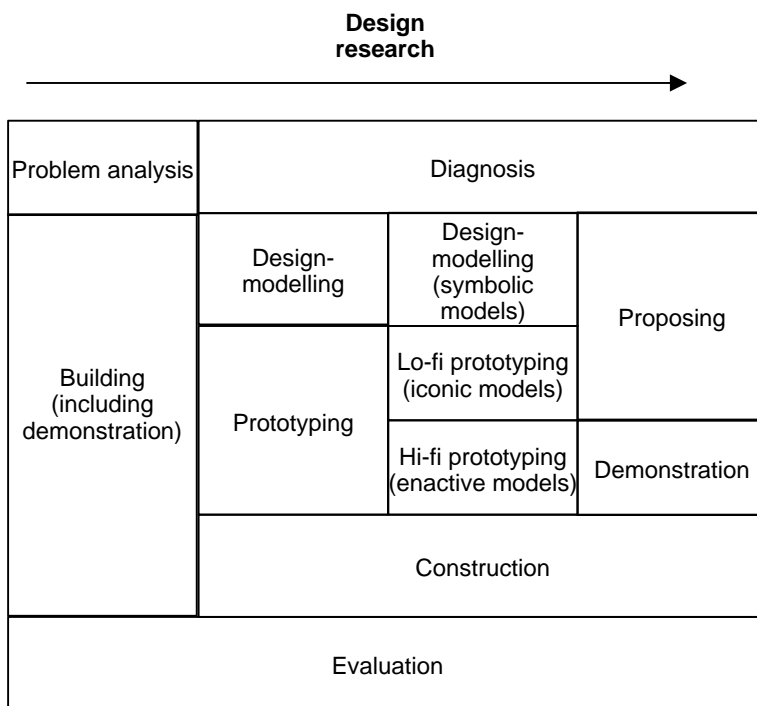 Design
research
Problem analysis
Diagnosis
Design-
modelling
Design-
modelling
(symbolic
models)
Proposing
Building
(including
demonstration)
Prototyping
Lo-fi prototyping
(iconic models)
Hi-fi prototyping
(enactive models)
Demonstration
Construction
Evaluation